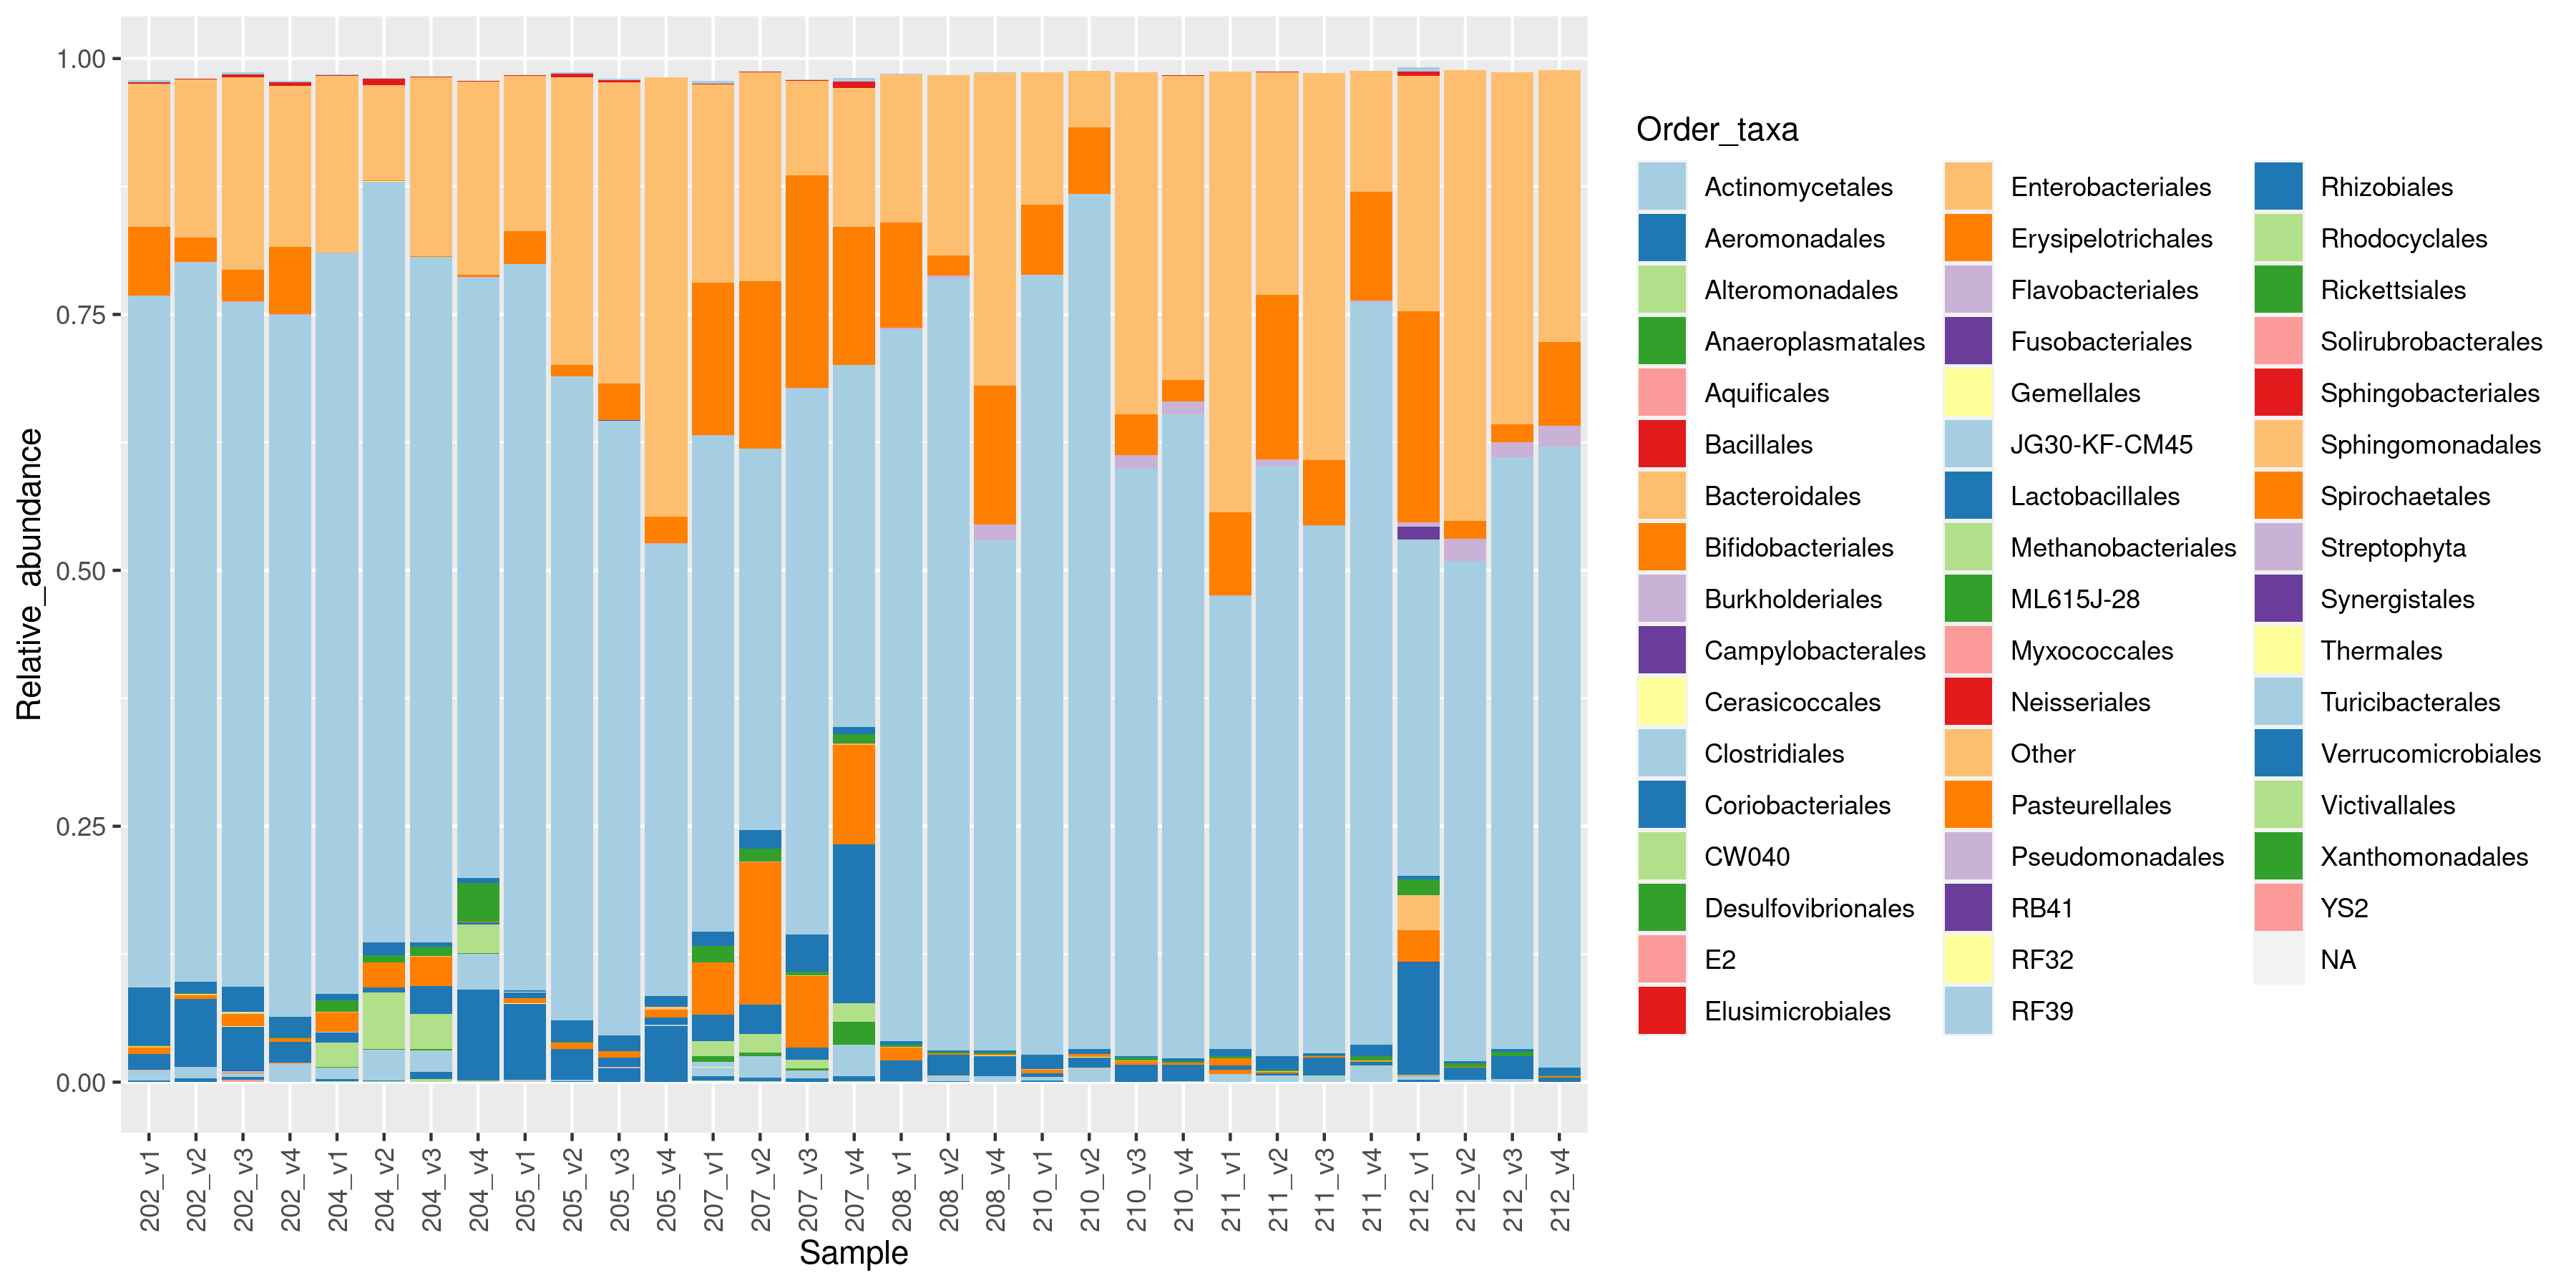 1.00
0.75
0.50
0.25
0.00
Relative_abundance
202_v1
202_v2
202_v3
202_v4
204_v1
204_v2
204_v3
204_v4
205_v1
205_v2
205_v3
205_v4
207_v1
207_v2
207_v3
207_v4
208_v1
208_v2
208_v4
210_v1
210_v2
210_v3
210_v4
211_v1
211_v2
211_v3
211_v4
212_v1
212_v2
212_v3
212_v4
Sample
Order_taxa
Actinomycetales
Aeromonadales
Alteromonadales
Anaeroplasmatales
Aquificales
Bacillales
Bacteroidales
Bifidobacteriales
Burkholderiales
Campylobacterales
Cerasicoccales
Clostridiales
Coriobacteriales
CW040
Desulfovibrionales
E2
Elusimicrobiales
Enterobacteriales
Erysipelotrichales
Flavobacteriales
Fusobacteriales
Gemellales
JG30-KF-CM45
Lactobacillales
Methanobacteriales
ML615J-28
Myxococcales
Neisseriales
Other
Pasteurellales
Pseudomonadales
RB41
RF32
RF39
Rhizobiales
Rhodocyclales
Rickettsiales
Solirubrobacterales
Sphingobacteriales
Sphingomonadales
Spirochaetales
Streptophyta
Synergistales
Thermales
Turicibacterales
Verrucomicrobiales
Victivallales
Xanthomonadales
YS2
NA